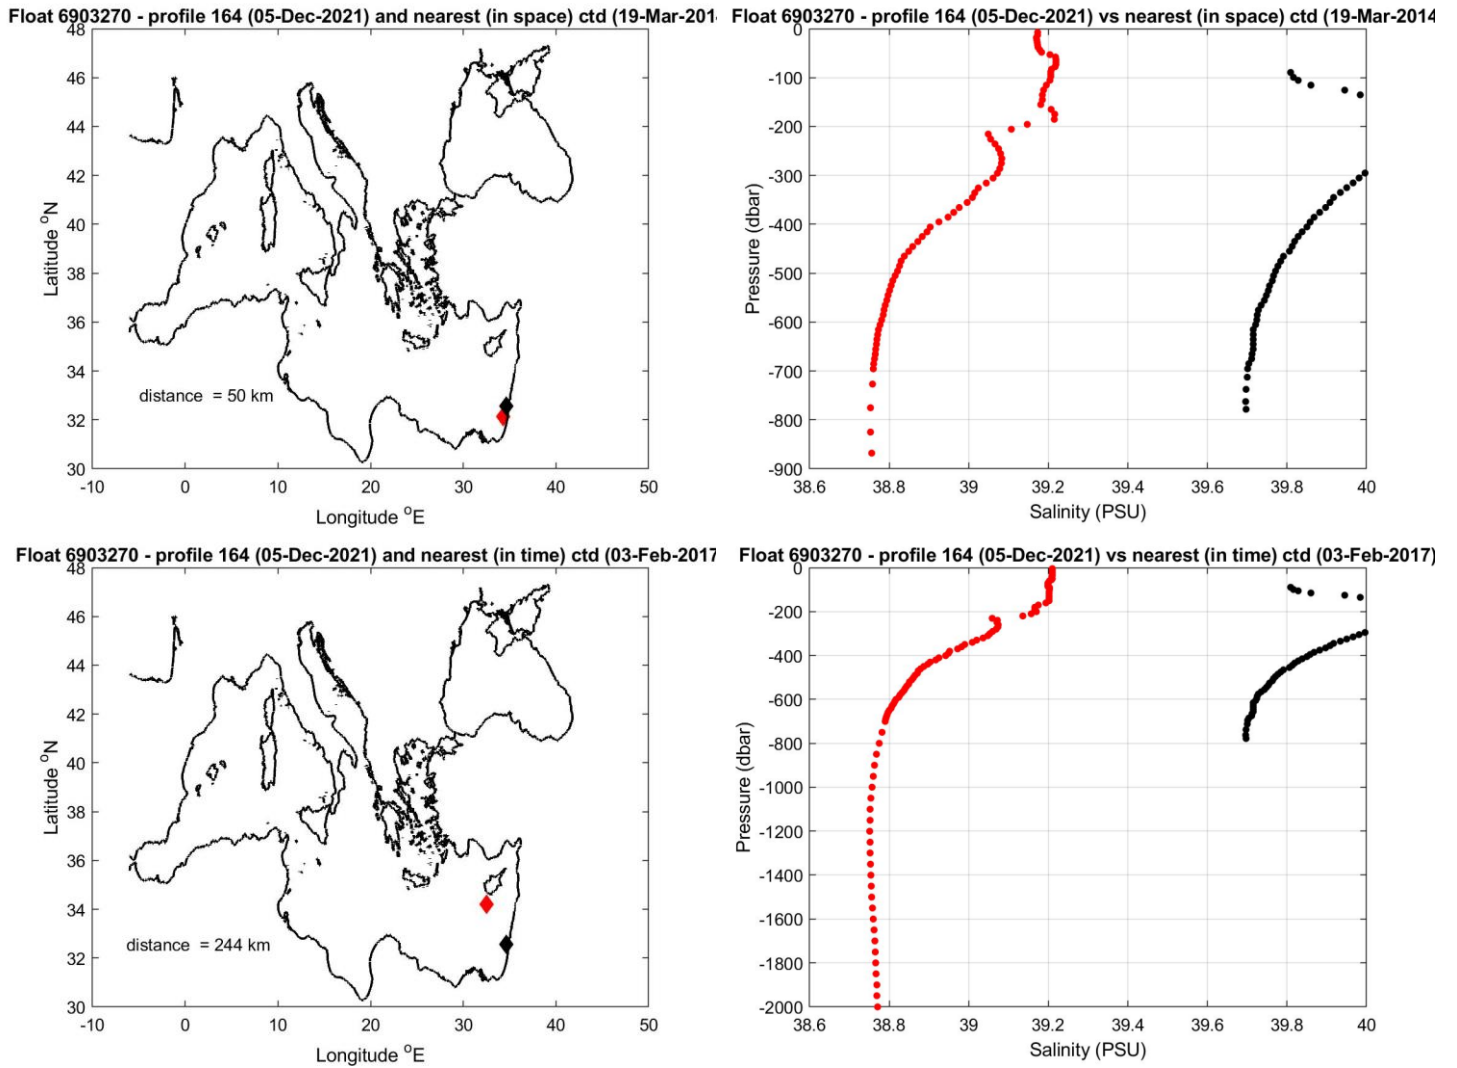 Float 6903270 - profile 164 (05-Dec-2021) and nearest (in space) ctd (19-Mar-201
48
46
44
42
40
38
36
34
32
30
Latitude °N
distance = 50 km
-10 0 10 20 30 40 50
Longitude °E
Float 6903270 - profile 164 (05-Dec-2021) vs nearest (in space) ctd (19-Mar-2014
0
-100
-200
-300
-400
-500
-600
-700
-800
-900
Pressure (dbar)
38.6 38.8 39 39.2 39.4 39.6 39.8 40
Salinity (PSU)
Float 6903270 - profile 164 (05-Dec-2021) and nearest (in time) ctd (03-Feb-2017
48
46
44
42
40
38
36
34
32
30
Latitude °N
distance = 244 km
-10 0 10 20 30 40 50
Longitude °E
Float 6903270 - profile 164 (05-Dec-2021) vs nearest (in time) ctd (03-Feb-2017)
0
-200
-400
-600
-800
-1000
-1200
-1400
-1600
-1800
-2000
Pressure (dbar)
38.6 38.8 39 39.2 39.4 39.6 39.8 40
Salinity (PSU)